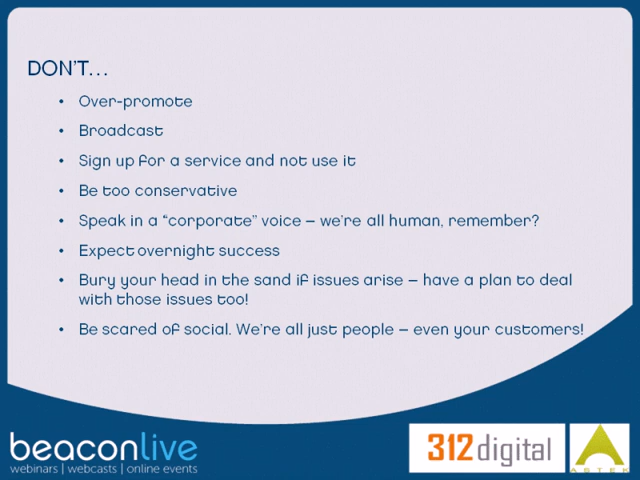 DON'T…
• Over-promote
• Broadcast
• Sign up for a service and not use it
• Be too conservative
• Speak in a “corporate” voice – we're all human, remember?
• Expect overnight success
• Bury your head in the sand if issues arise – have a plan to deal
with those issues too!
• Be scared of social. We're all just people – even your customers!
beaconlive
webinars | webcasts | online events
312digital
ASTEK